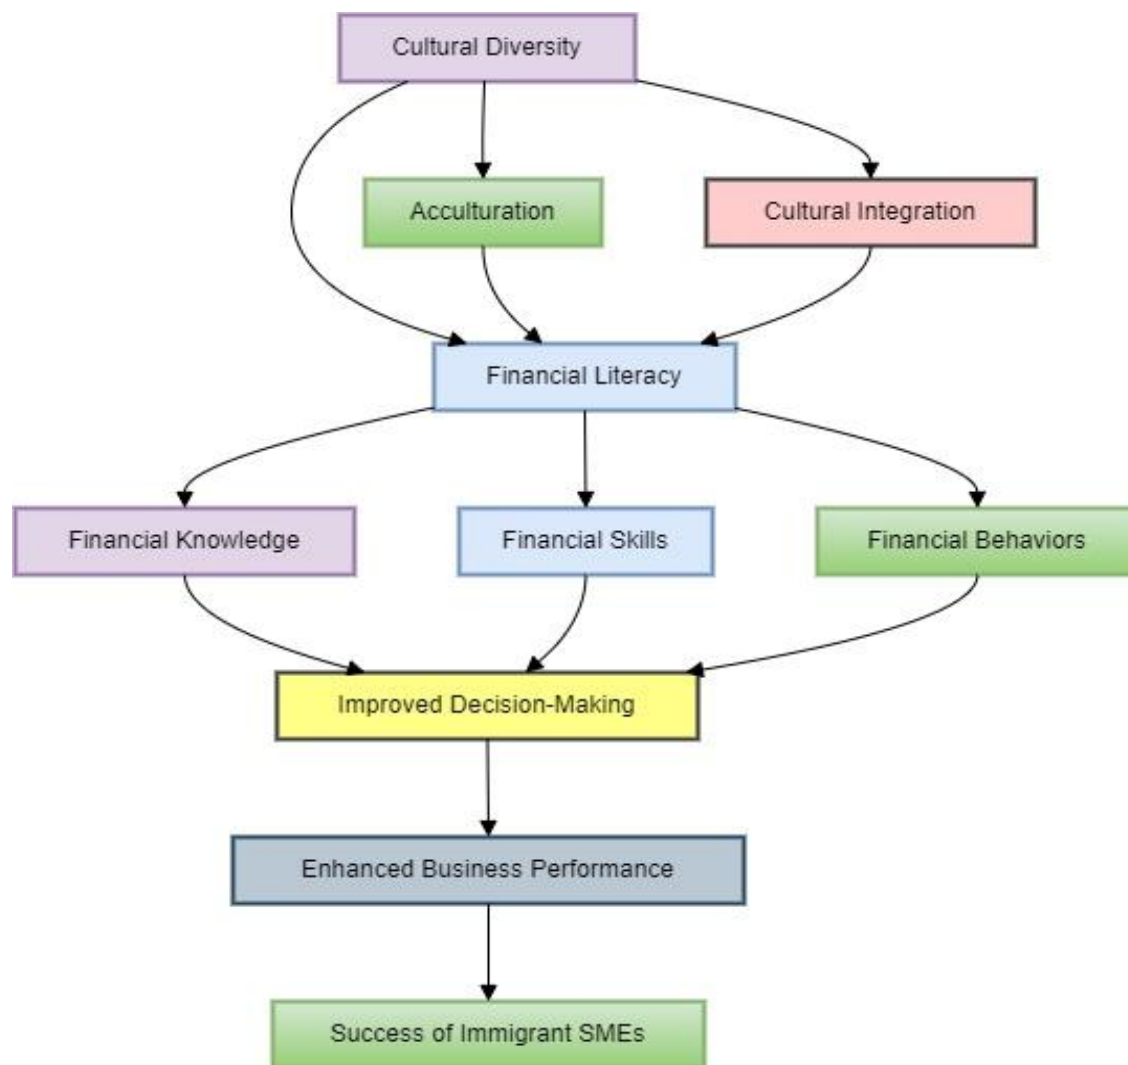 Cultural Diversity
Acculturation
Cultural Integration
Financial Literacy
Financial Knowledge
Financial Skills
Financial Behaviors
Improved Decision-Making
Enhanced Business Performance
Success of Immigrant SMEs